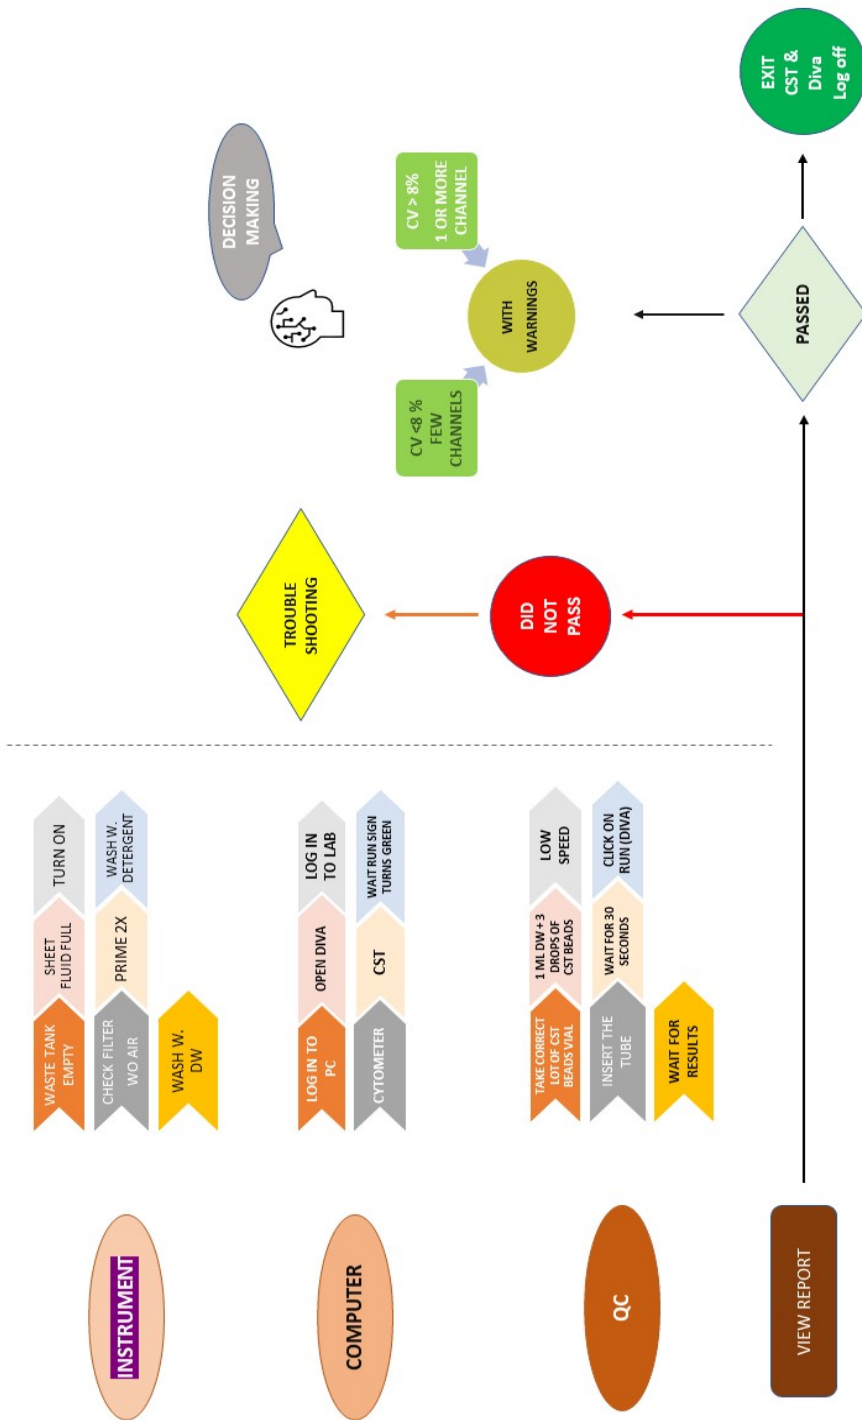 INSTRUMENT
WASTE TANK
EMPTY
SHEET
FLUID FULL
TURN ON
CHECK FILTER
WO AIR
PRIME 2X
WASH W.
DETERGENT
WASH W.
DW
COMPUTER
LOG IN TO
PC
OPEN DIVA
LOG IN
TO LAB
CYTOMETER
CST
WAIT RUN SIGN
TURNS GREEN
QC
TAKE CORRECT
LOT OF CST
BEADS VIAL
1 ML DW + 3
DROPS OF
CST BEADS
LOW
SPEED
INSERT THE
TUBE
WAIT FOR 30
SECONDS
CLICK ON
RUN (DIVA)
WAIT FOR
RESULTS
VIEW REPORT
TROUBLE
SHOOTING
DID
NOT
PASS
DECISION
MAKING
CV <8 %
FEW
CHANNELS
CV > 8%
1 OR MORE
CHANNEL
WITH
WARNINGS
PASSED
EXIT
CST &
Diva
Log off